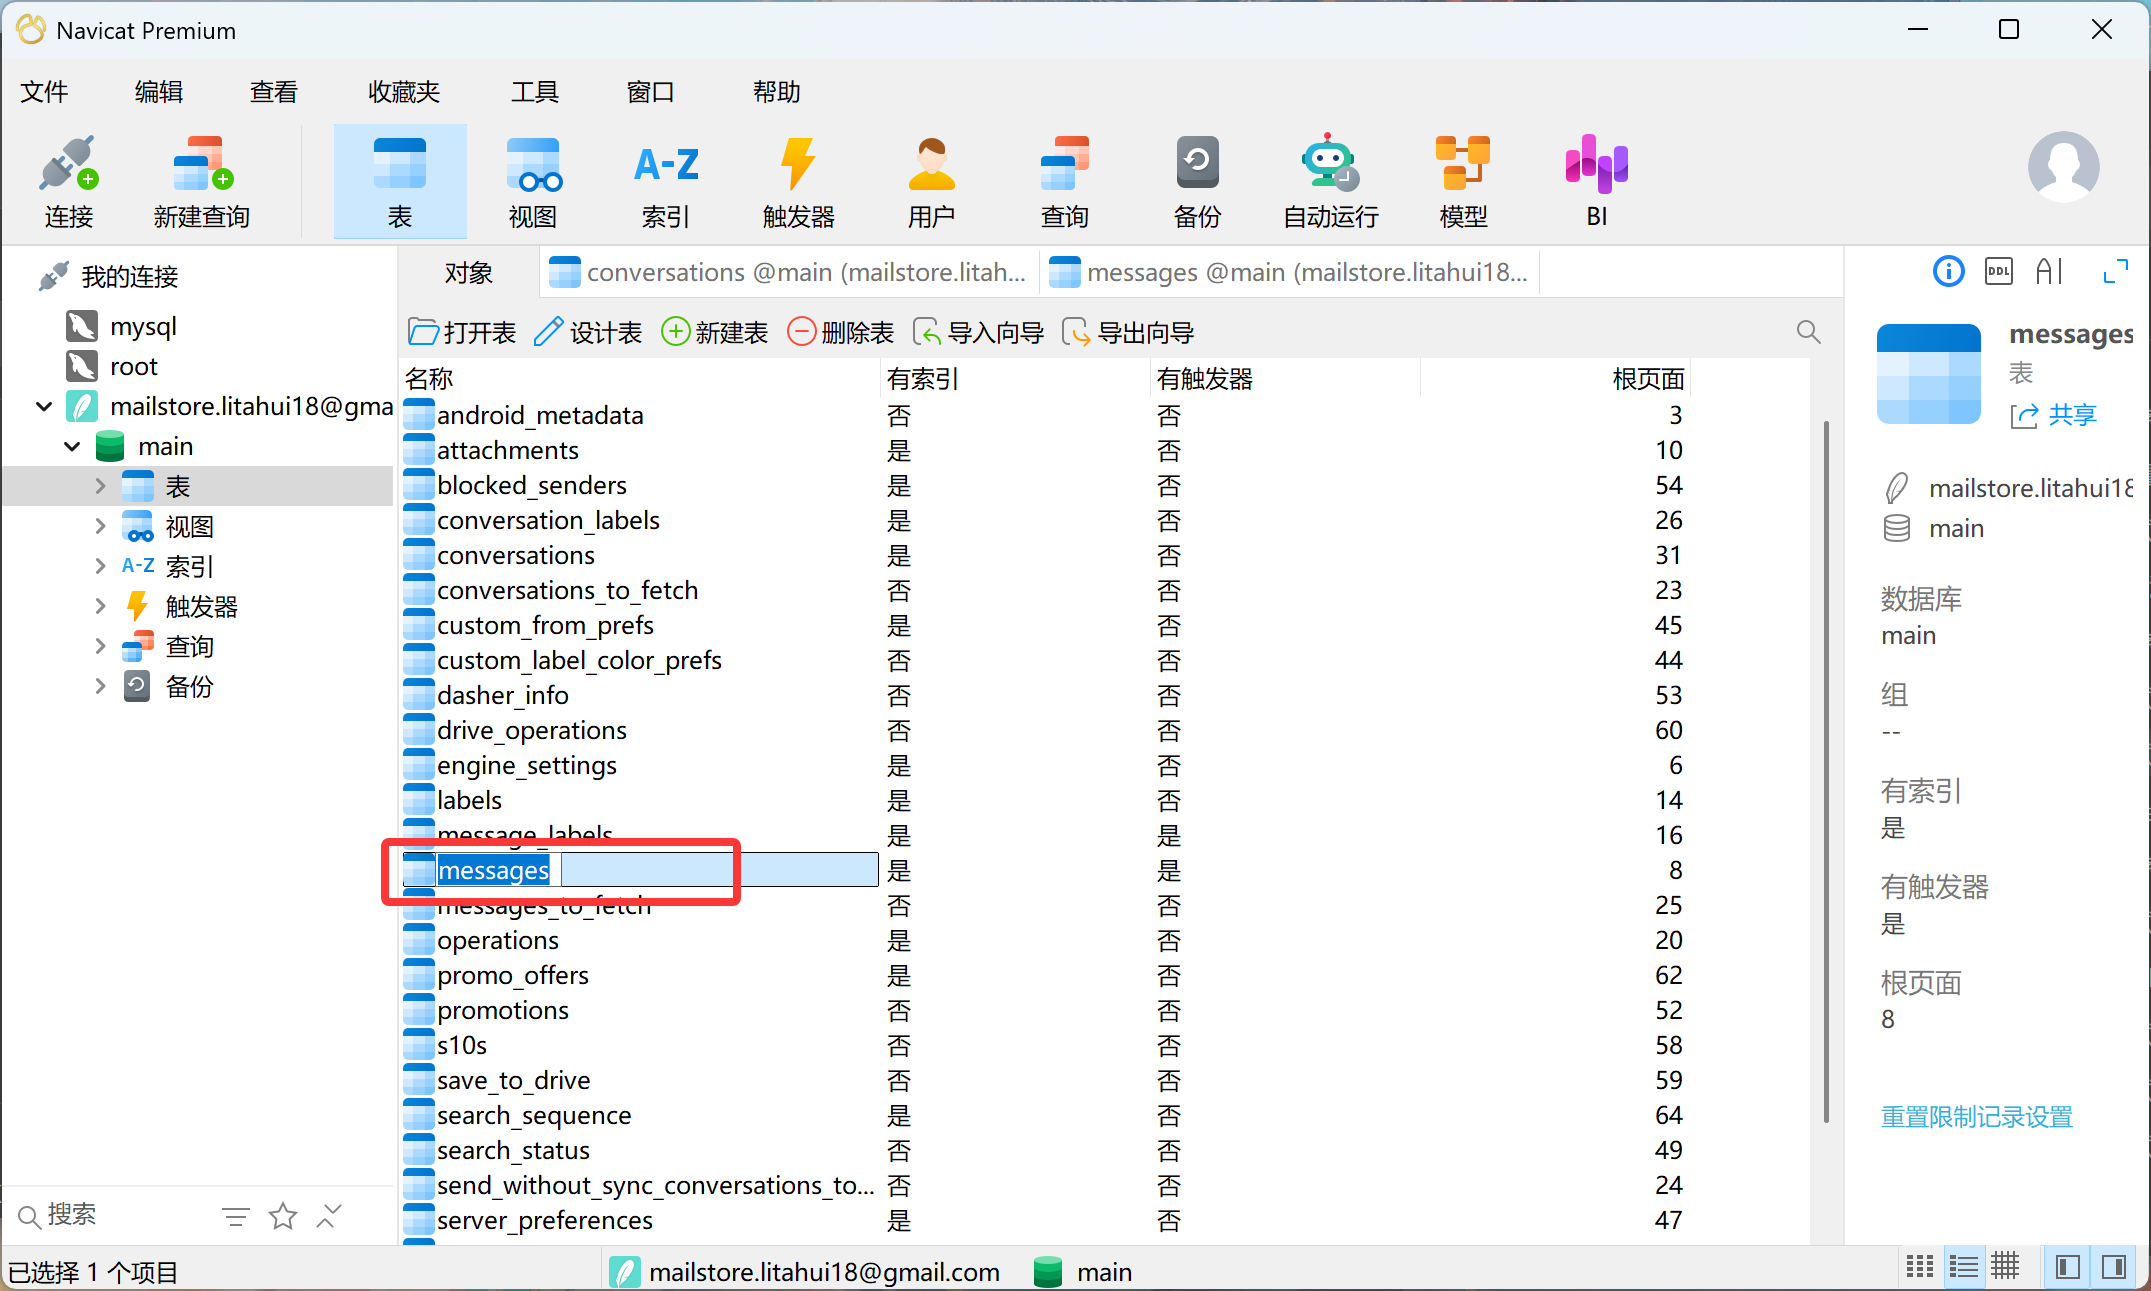 Navicat Premium
文件 编辑 查看 收藏夹 工具 窗口 帮助
连接 新建查询 表 视图 A-Z 索引 触发器 用户 查询 备份 自动运行 模型 BI
我的连接
mysql
root
mailstore.litahui18@gma
main
表
视图
A-Z 索引
触发器
查询
备份
搜索
对象 conversations @main (mailstore.litah... messages @main (mailstore.litahui18...
打开表 设计表 新建表 删除表 导入向导 导出向导
名称 有索引 有触发器 根页面
android_metadata 否 否 3
attachments 是 否 10
blocked_senders 是 否 54
conversation_labels 是 否 26
conversations 是 否 31
conversations_to_fetch 否 否 23
custom_from_prefs 是 否 45
custom_label_color_prefs 否 否 44
dasher_info 否 否 53
drive_operations 否 否 60
engine_settings 是 否 6
labels 是 否 14
message_labels 是 是 16
messages 是 是 8
messages_to_fetch 否 否 25
operations 是 否 20
promo_offers 是 否 62
promotions 否 否 52
s10s 否 否 58
save_to_drive 否 否 59
search_sequence 是 否 64
search_status 否 否 49
send_without_sync_conversations_to... 否 否 24
server_preferences 是 否 47
DDL AI
messages
表
共享
mailstore.litahui18
main
数据库
main
组
--
有索引
是
有触发器
是
根页面
8
重置限制记录设置
已选择 1 个项目 mailstore.litahui18@gmail.com main